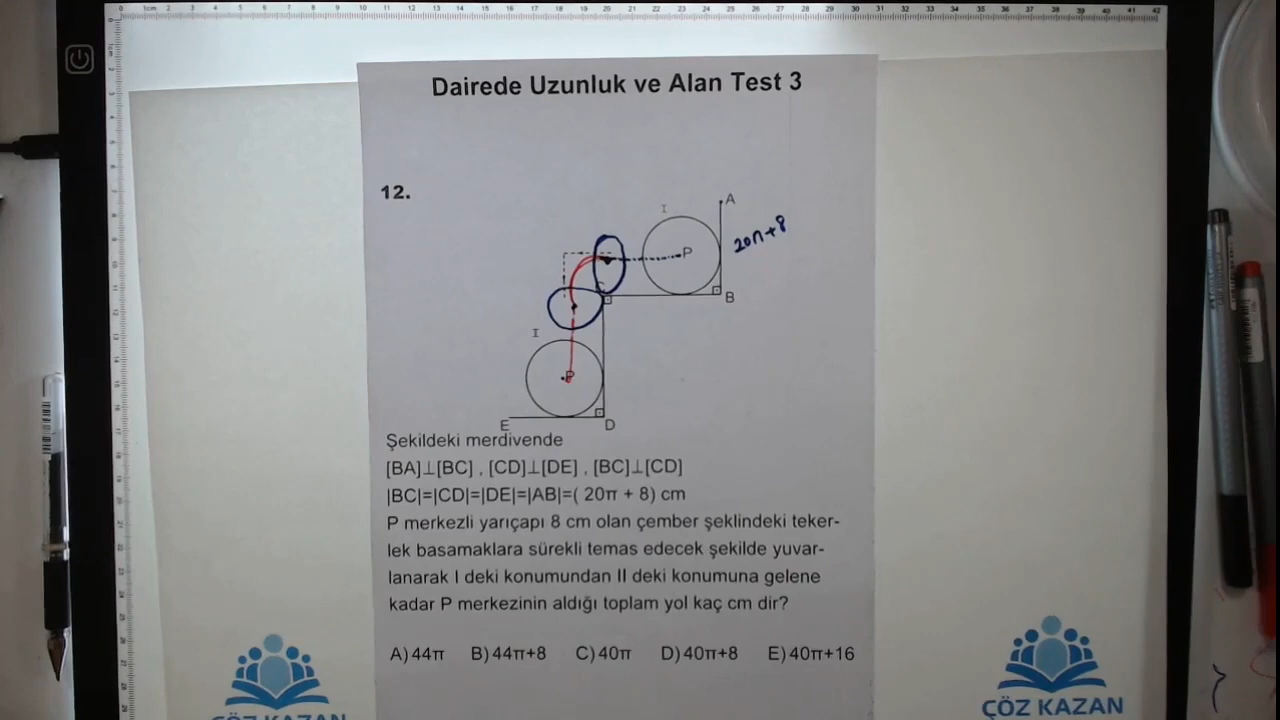 Dairede Uzunluk ve Alan Test 3
12.
A
I
P
20π+8
C
B
I
P
E
D
Şekildeki merdivende
[BA]⊥[BC] , [CD]⊥[DE] , [BC]⊥[CD]
|BC|=|CD|=|DE|=|AB|=( 20π + 8) cm
P merkezli yarıçapı 8 cm olan çember şeklindeki teker-
lek basamaklara sürekli temas edecek şekilde yuvar-
lanarak I deki konumundan II deki konumuna gelene
kadar P merkezinin aldığı toplam yol kaç cm dir?
A) 44π B) 44π+8 C) 40π D) 40π+8 E) 40π+16
ÇÖZ KAZAN
ÇÖZ KAZAN